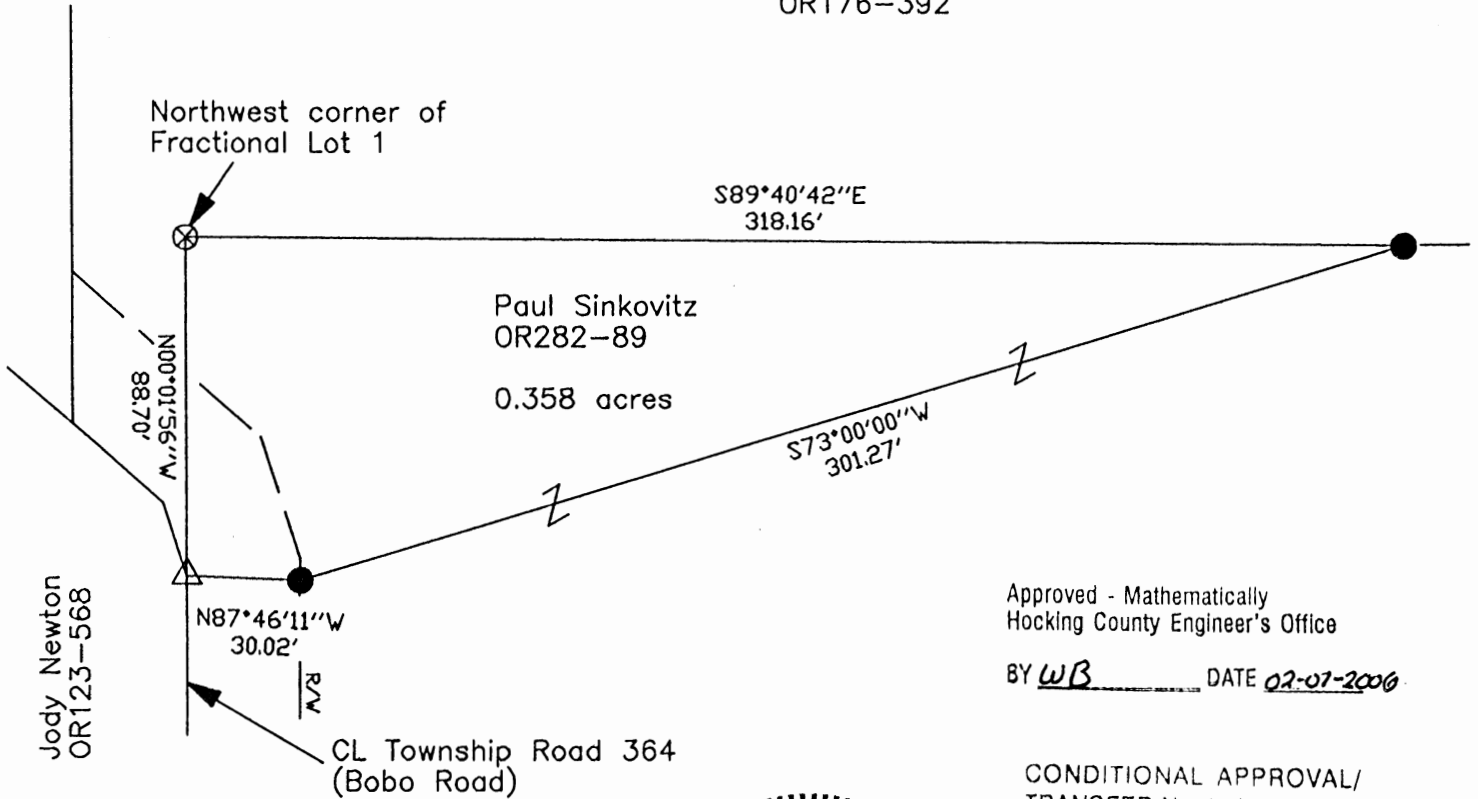 OR176-392
Northwest corner of
Fractional Lot 1
S89°40'42"E
318.16'
Paul Sinkovitz
OR282-89
0.358 acres
N00°01'56"W
88.70'
S73°00'00"W
301.27'
N87°46'11"W
30.02'
R/W
Jody Newton
OR123-568
CL Township Road 364
(Bobo Road)
Approved - Mathematically
Hocking County Engineer's Office
BY WB DATE 02-07-2006
CONDITIONAL APPROVAL/